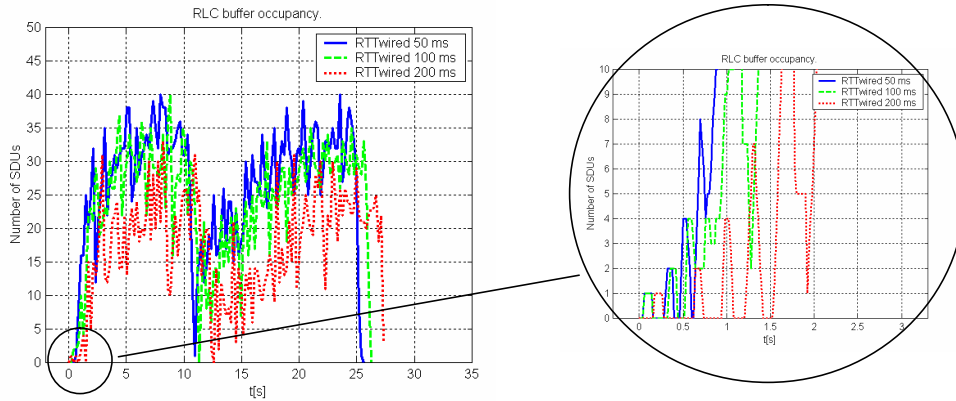 RLC buffer occupancy.
50
45
40
35
30
25
20
15
10
5
0
Number of SDUs
RTTwired 50 ms
RTTwired 100 ms
RTTwired 200 ms
0 5 10 15 20 25 30 35
t[s]
RLC buffer occupancy.
10
9
8
7
6
5
4
3
2
1
0
Number of SDUs
RTTwired 50 ms
RTTwired 100 ms
RTTwired 200 ms
0 0.5 1 1.5 2 2.5 3
t[s]